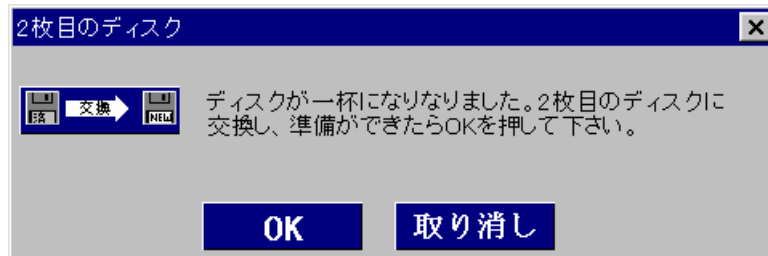 2枚目のディスク
済 交換 NEW
ディスクが一杯になりなりました。2枚目のディスクに
交換し、準備ができたらOKを押して下さい。
OK 取り消し